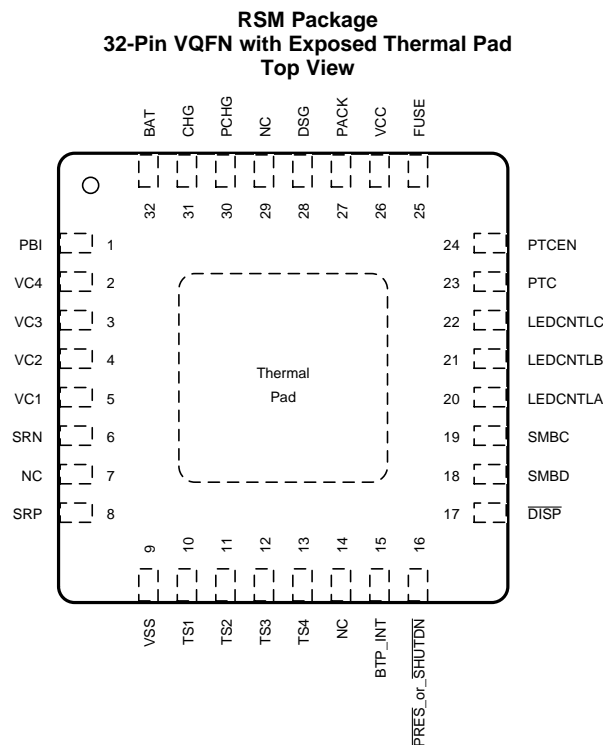 RSM Package
32-Pin VQFN with Exposed Thermal Pad
Top View
BAT
CHG
PCHG
NC
DSG
PACK
VCC
FUSE
32
31
30
29
28
27
26
25
PBI 1
VC4 2
VC3 3
VC2 4
VC1 5
SRN 6
NC 7
SRP 8
Thermal
Pad
24 PTCEN
23 PTC
22 LEDCNTLC
21 LEDCNTLB
20 LEDCNTLA
19 SMBC
18 SMBD
17 DISP
9
10
11
12
13
14
15
16
VSS
TS1
TS2
TS3
TS4
NC
BTP_INT
PRES_or_SHUTDN